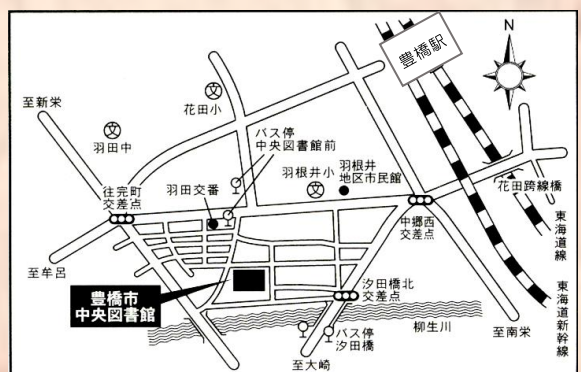 豊橋駅
N
至新栄
文
花田小
文
羽田中
バス停
中央図書館前
羽田交番
羽根井小
文
羽根井
地区市民館
往完町
交差点
中郷西
交差点
花田跨線橋
東海道線
東海道新幹線
至牟呂
豊橋市
中央図書館
汐田橋北
交差点
柳生川
バス停
汐田橋
至大崎
至南栄